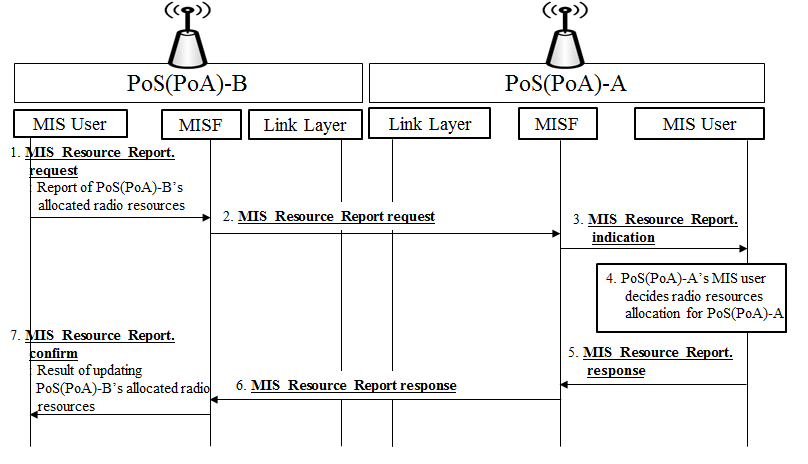 PoS(PoA)-B
PoS(PoA)-A
MIS User
MISF
Link Layer
Link Layer
MISF
MIS User
1. MIS_Resource_Report.
request
: Report of PoS(PoA)-B's
allocated radio resources
2. MIS_Resource_Report request
3. MIS_Resource_Report.
indication
4. PoS(PoA)-A's MIS user
decides radio resources
allocation for PoS(PoA)-A
5. MIS_Resource_Report.
response
6. MIS_Resource_Report response
7. MIS_Resource_Report.
confirm
: Result of updating
PoS(PoA)-B's allocated radio
resources